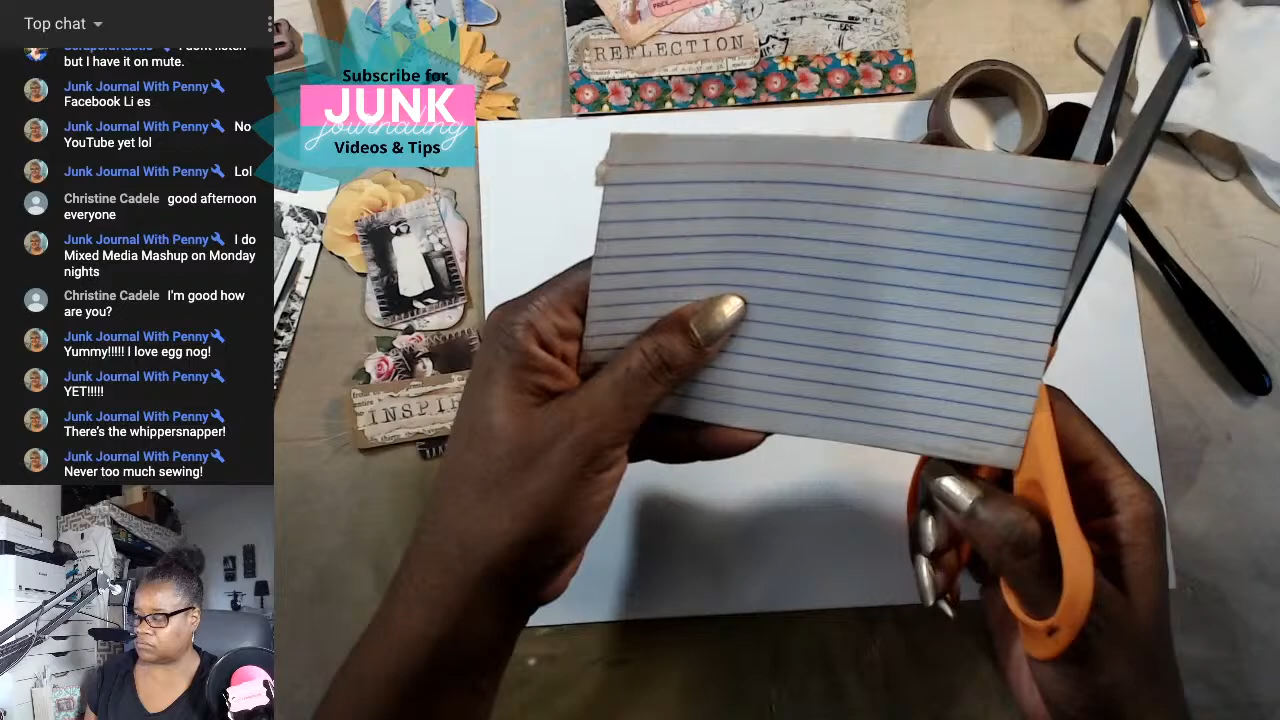 Top chat
I don't listen
but I have it on mute.
Junk Journal With Penny
Facebook Li es
Junk Journal With Penny No
YouTube yet lol
Junk Journal With Penny Lol
Christine Cadele good afternoon
everyone
Junk Journal With Penny I do
Mixed Media Mashup on Monday
nights
Christine Cadele I'm good how
are you?
Junk Journal With Penny
Yummy!!!!! I love egg nog!
Junk Journal With Penny
YET!!!!!
Junk Journal With Penny
There's the whippersnapper!
Junk Journal With Penny
Never too much sewing!
Subscribe for
JUNK
journaling
Videos & Tips
REFLECTION